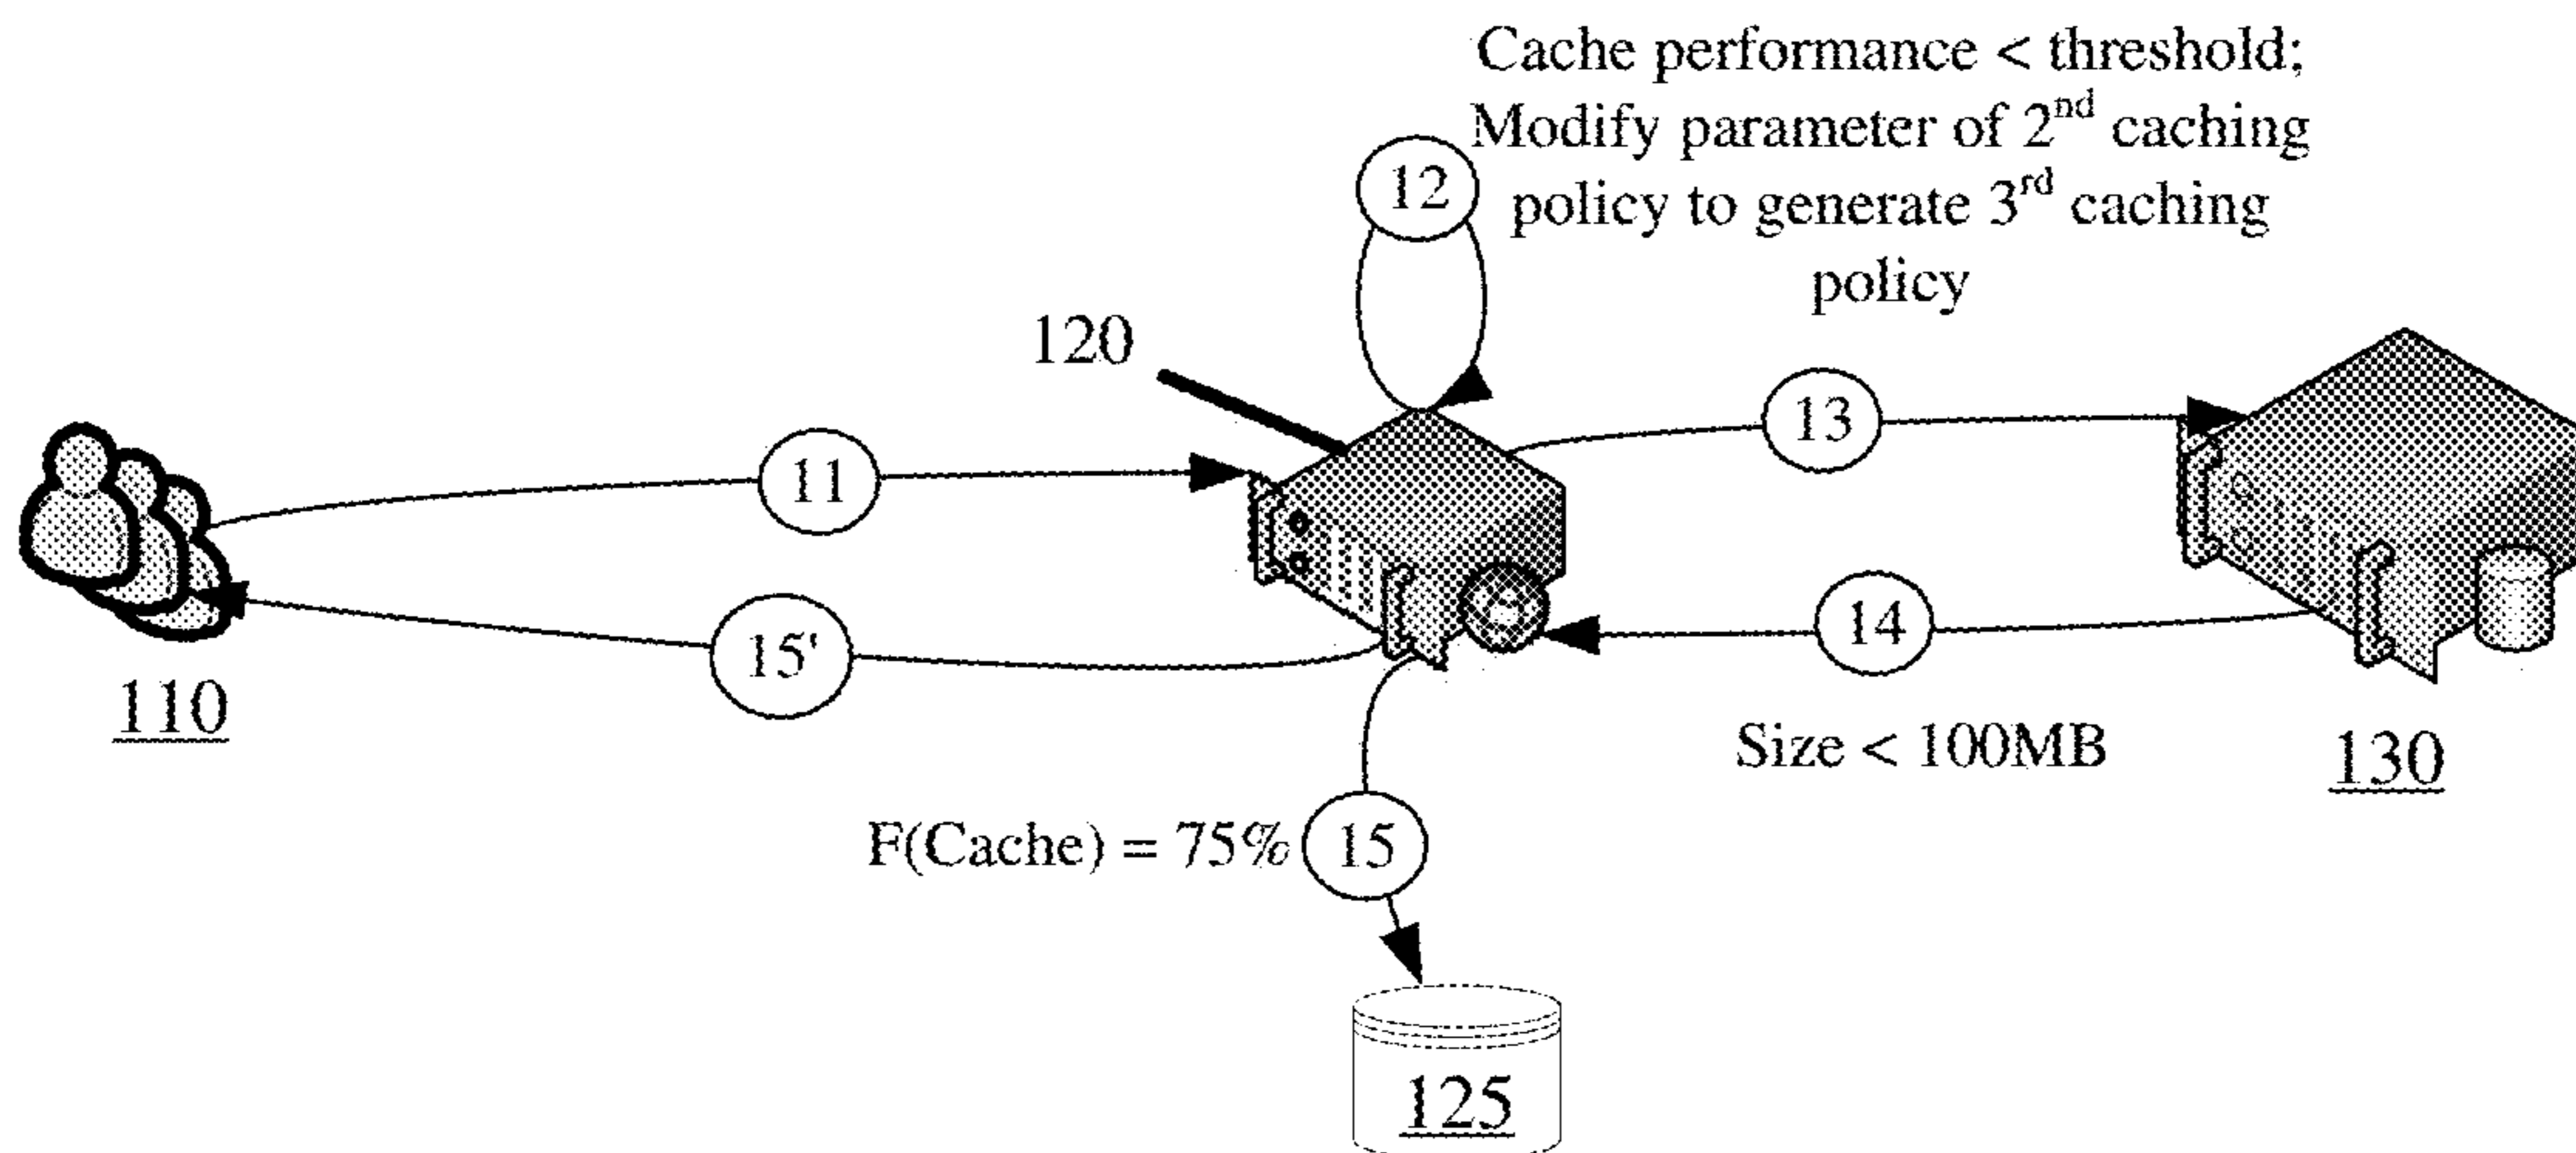 Cache performance < threshold;
Modify parameter of 2nd caching
policy to generate 3rd caching
policy
12
120
13
11
14
15'
110
Size < 100MB
130
F(Cache) = 75%
15
125